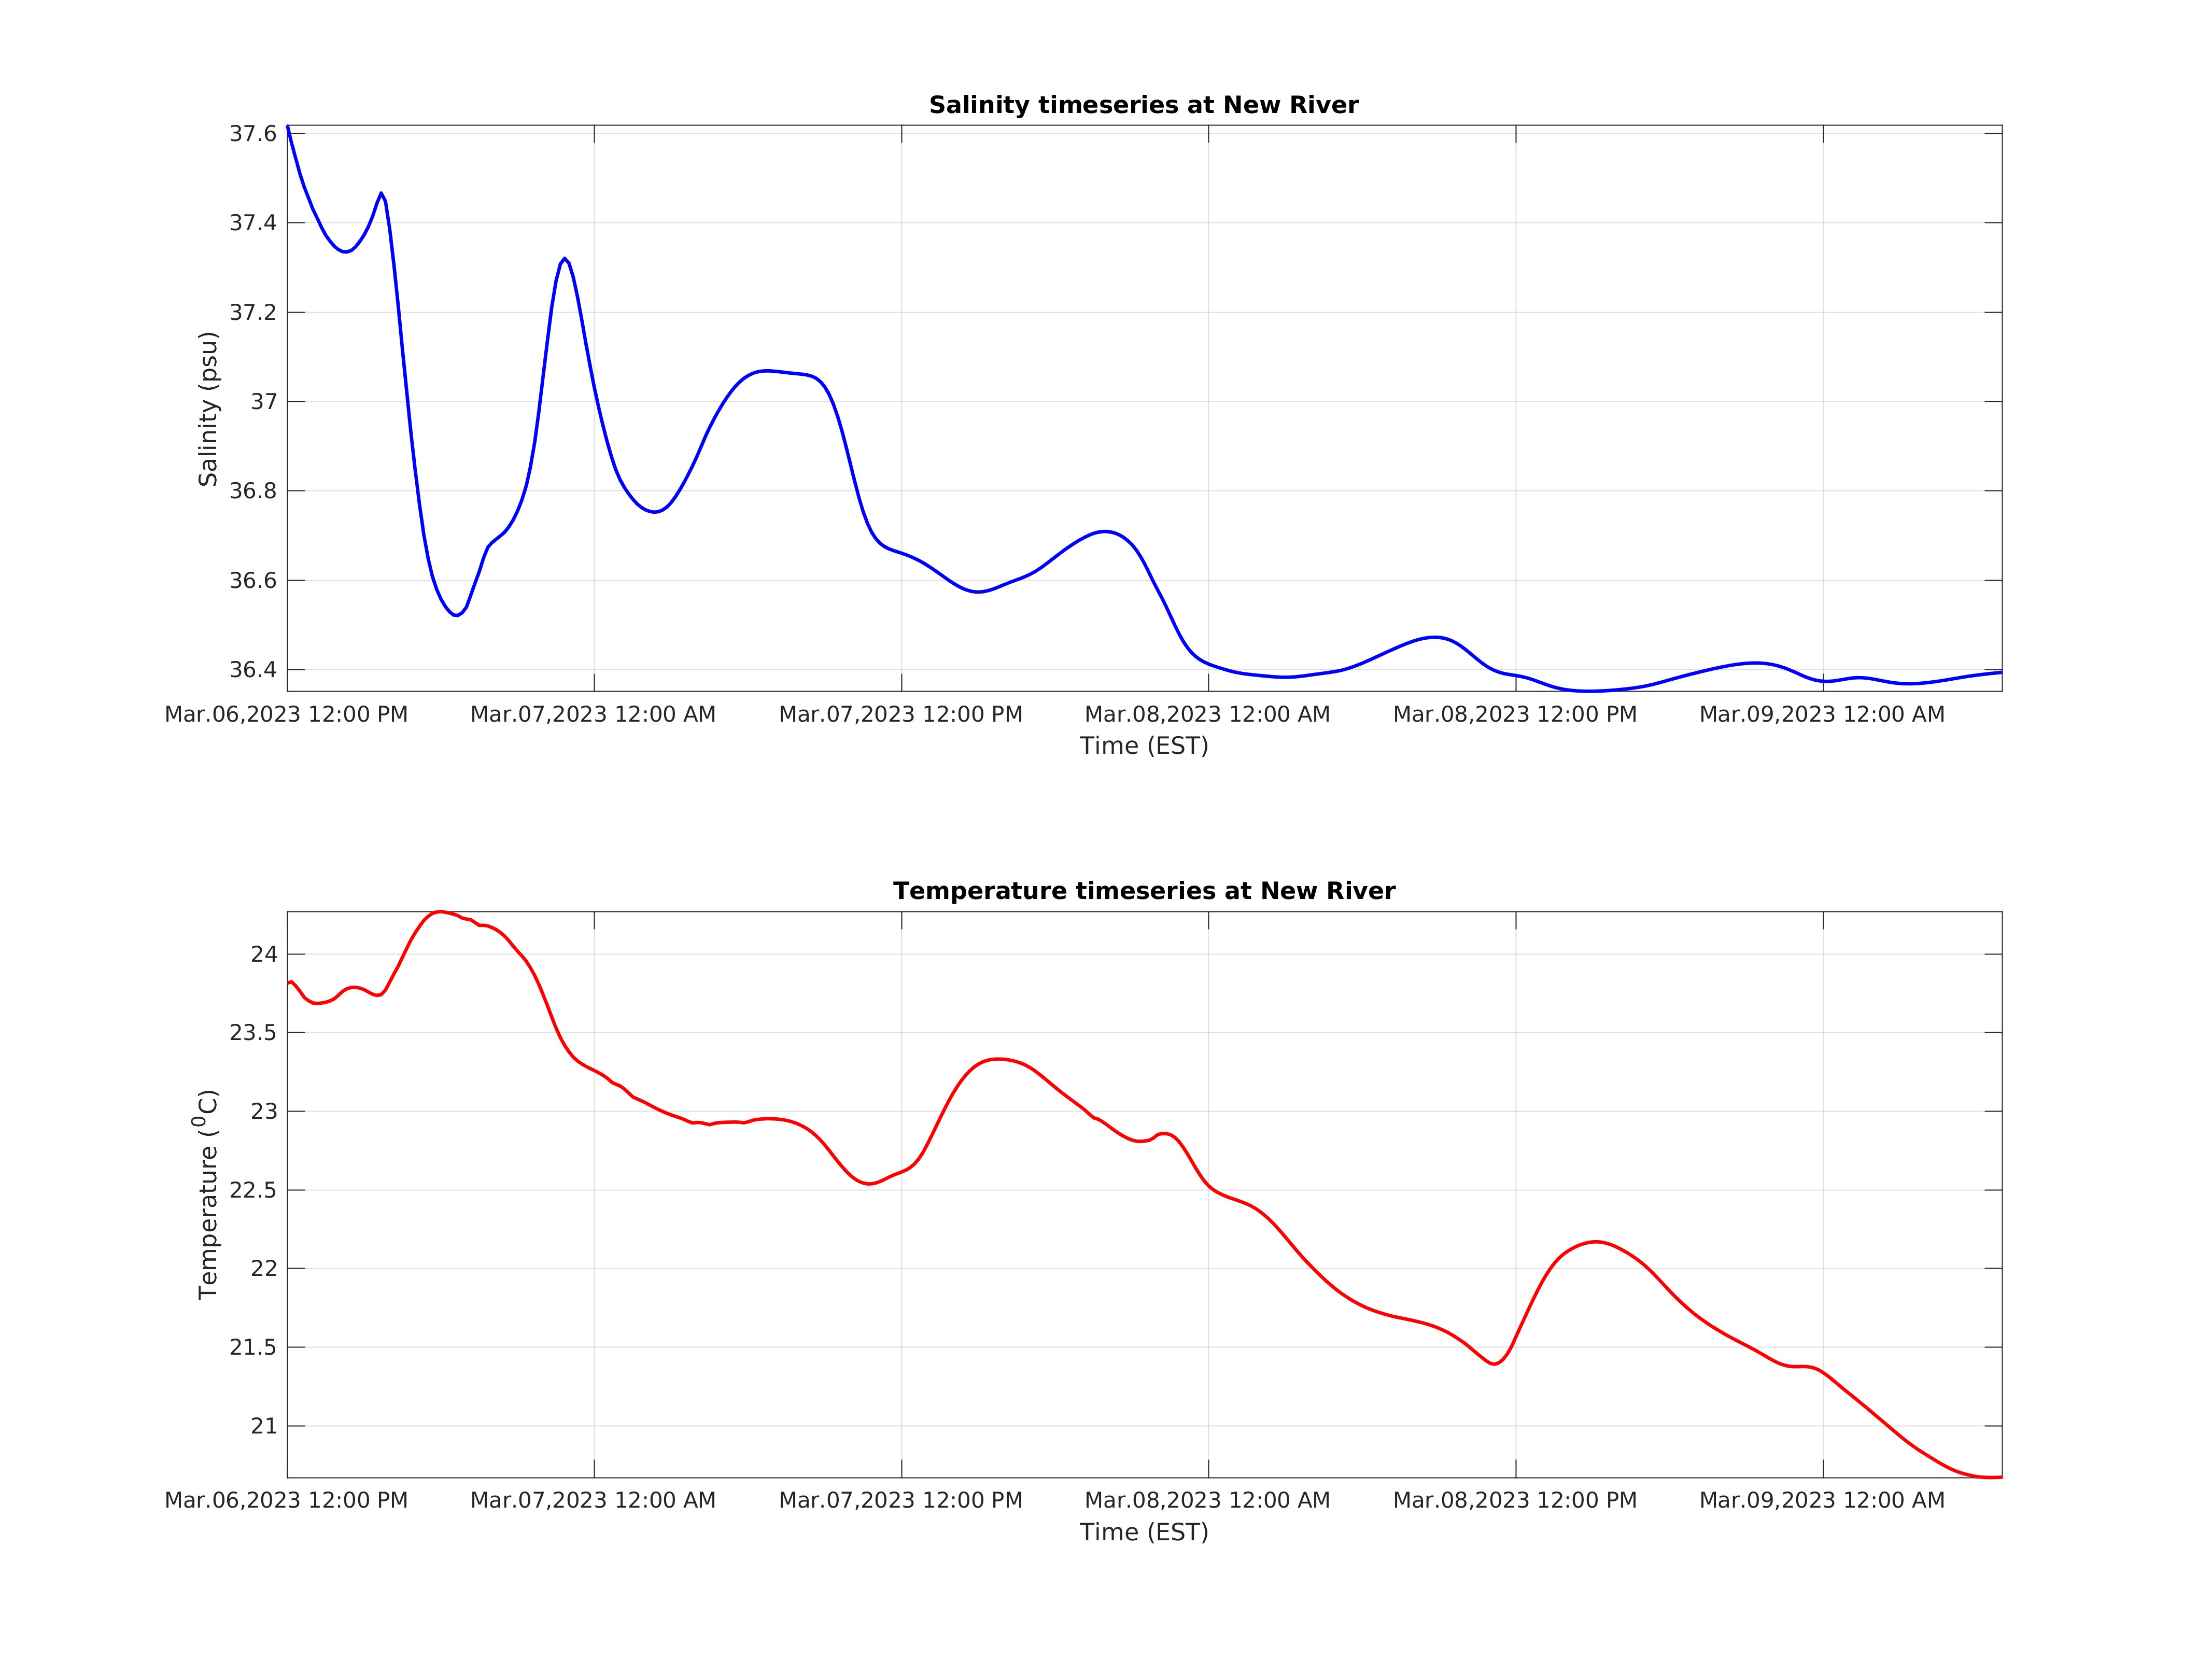 Salinity timeseries at New River
37.6
37.4
37.2
37
36.8
36.6
36.4
Salinity (psu)
Mar.06,2023 12:00 PM Mar.07,2023 12:00 AM Mar.07,2023 12:00 PM Mar.08,2023 12:00 AM Mar.08,2023 12:00 PM Mar.09,2023 12:00 AM
Time (EST)
Temperature timeseries at New River
24
23.5
23
22.5
22
21.5
21
Temperature (⁰C)
Mar.06,2023 12:00 PM Mar.07,2023 12:00 AM Mar.07,2023 12:00 PM Mar.08,2023 12:00 AM Mar.08,2023 12:00 PM Mar.09,2023 12:00 AM
Time (EST)